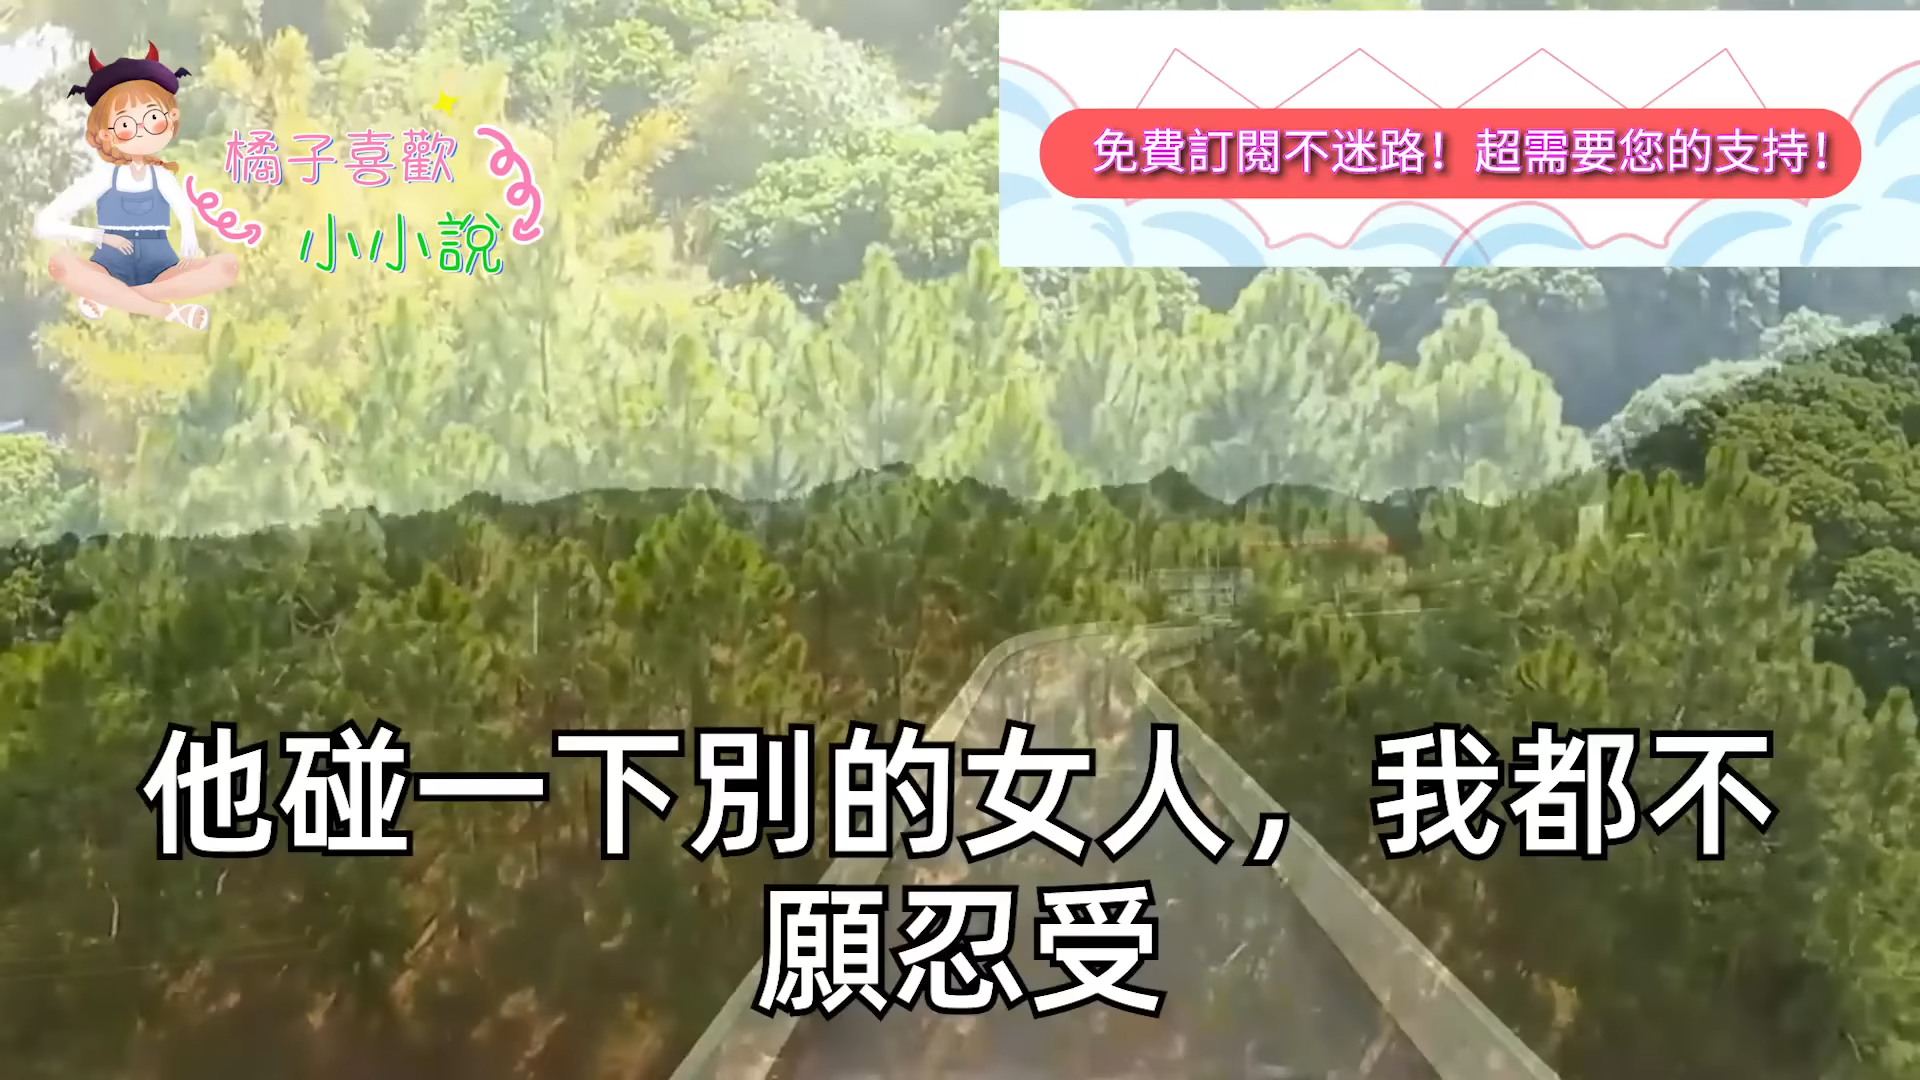 橘子喜歡
小小說
免費訂閱不迷路！超需要您的支持！
他碰一下別的女人，我都不
願忍受